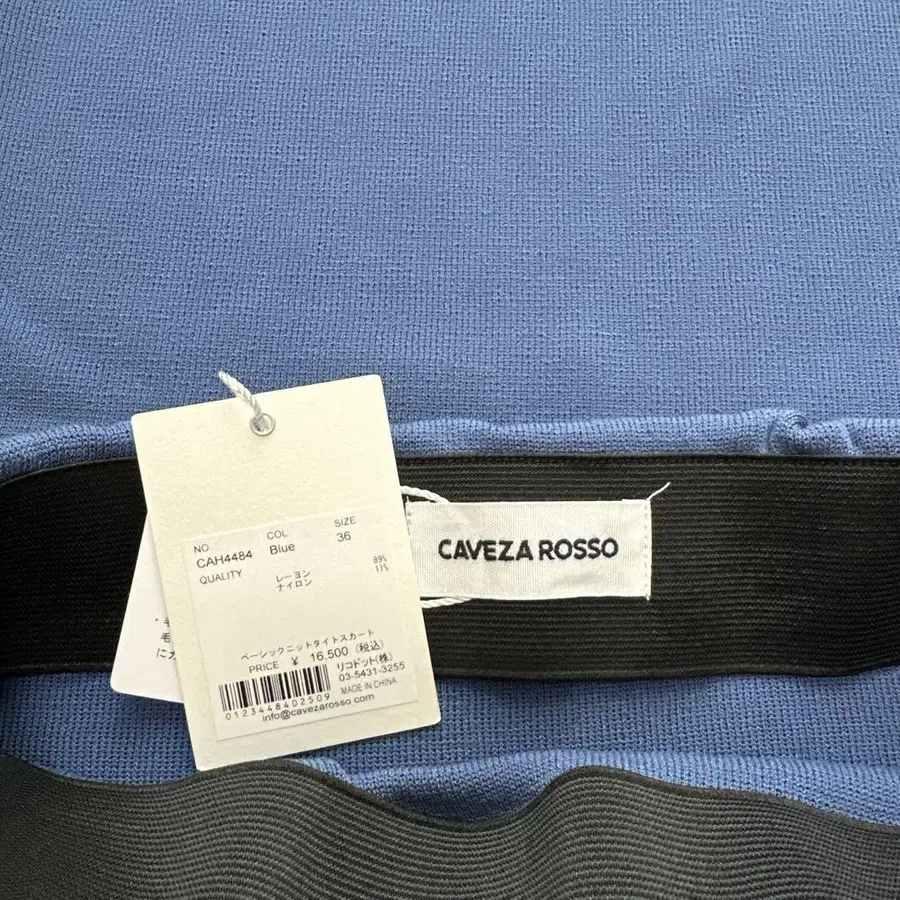 NO. COL. SIZE
CAH4484 Blue 36
QUALITY
レーヨン 89%
ナイロン 11%
ベーシックニットタイトスカート
PRICE ¥ 16,500 (税込)
リコドット(株)
03-5431-3255
MADE IN CHINA
0123448402509
info@cavezarosso.com
CAVEZA ROSSO